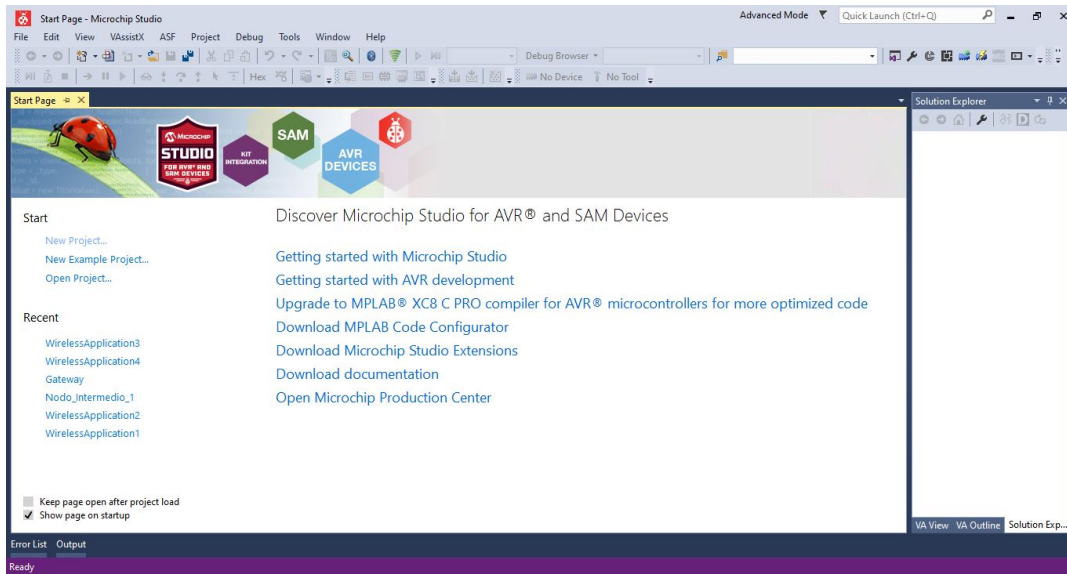 Start Page - Microchip Studio
Advanced Mode
Quick Launch (Ctrl+Q)
File Edit View VAssistX ASF Project Debug Tools Window Help
Debug Browser
Hex
No Device
No Tool
Start Page
MICROCHIP
STUDIO
FOR AVR® AND
SAM DEVICES
KIT
INTEGRATION
SAM
AVR
DEVICES
Start
New Project...
New Example Project...
Open Project...
Recent
WirelessApplication3
WirelessApplication4
Gateway
Nodo_Intermedio_1
WirelessApplication2
WirelessApplication1
Keep page open after project load
Show page on startup
Discover Microchip Studio for AVR® and SAM Devices
Getting started with Microchip Studio
Getting started with AVR development
Upgrade to MPLAB® XC8 C PRO compiler for AVR® microcontrollers for more optimized code
Download MPLAB Code Configurator
Download Microchip Studio Extensions
Download documentation
Open Microchip Production Center
Solution Explorer
VA View VA Outline Solution Exp...
Error List Output
Ready